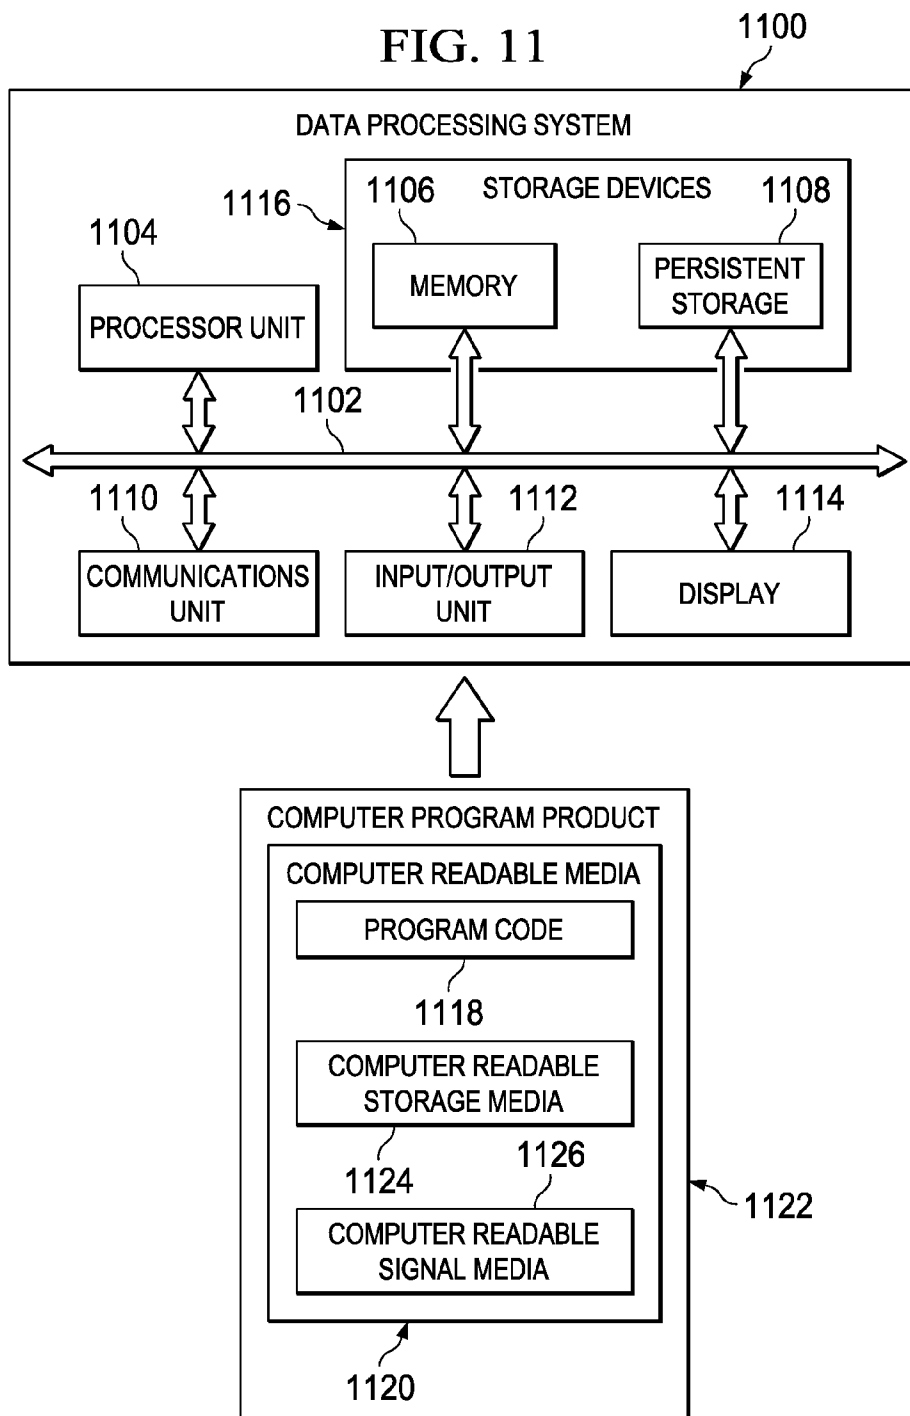 FIG. 11
1100
DATA PROCESSING SYSTEM
STORAGE DEVICES
1116
1106
1108
1104
MEMORY
PERSISTENT
STORAGE
PROCESSOR UNIT
1102
1110
1112
1114
COMMUNICATIONS
UNIT
INPUT/OUTPUT
UNIT
DISPLAY
COMPUTER PROGRAM PRODUCT
COMPUTER READABLE MEDIA
PROGRAM CODE
1118
COMPUTER READABLE
STORAGE MEDIA
1124
1126
1122
COMPUTER READABLE
SIGNAL MEDIA
1120